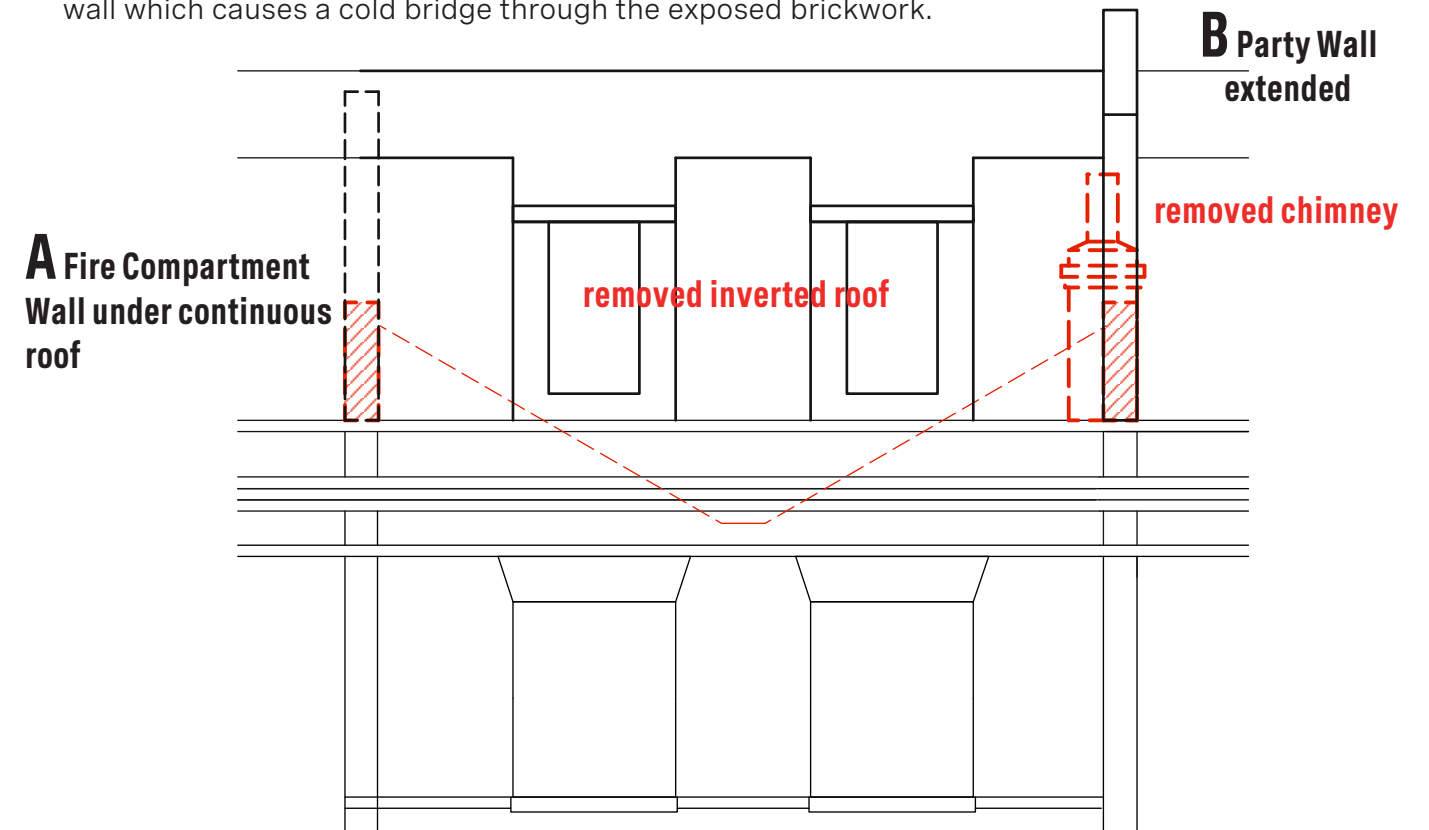 wall which causes a cold bridge through the exposed brickwork.
B Party Wall
extended
removed chimney
A Fire Compartment
Wall under continuous
roof
removed inverted roof